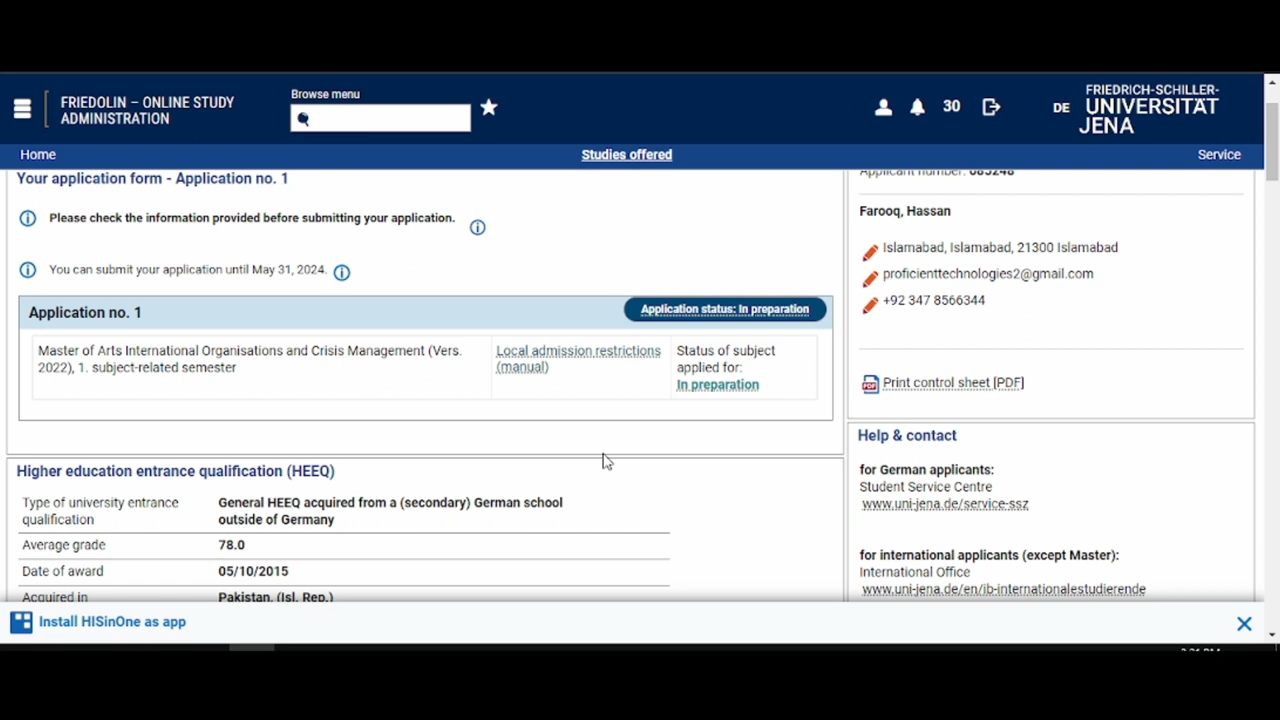 FRIEDOLIN – ONLINE STUDY
ADMINISTRATION
Browse menu
30
DE
FRIEDRICH-SCHILLER-
UNIVERSITÄT
JENA
Home
Studies offered
Service
Your application form - Application no. 1
Please check the information provided before submitting your application.
You can submit your application until May 31, 2024.
Application no. 1
Application status: In preparation
Master of Arts International Organisations and Crisis Management (Vers.
2022), 1. subject-related semester
Local admission restrictions
(manual)
Status of subject
applied for:
In preparation
Higher education entrance qualification (HEEQ)
Type of university entrance
qualification
General HEEQ acquired from a (secondary) German school
outside of Germany
Average grade
78.0
Date of award
05/10/2015
Acquired in
Pakistan, (Isl. Rep.)
Applicant number: 085248
Farooq, Hassan
Islamabad, Islamabad, 21300 Islamabad
proficienttechnologies2@gmail.com
+92 347 8566344
Print control sheet [PDF]
Help & contact
for German applicants:
Student Service Centre
www.uni-jena.de/service-ssz
for international applicants (except Master):
International Office
www.uni-jena.de/en/ib-internationalestudierende
Install HISinOne as app